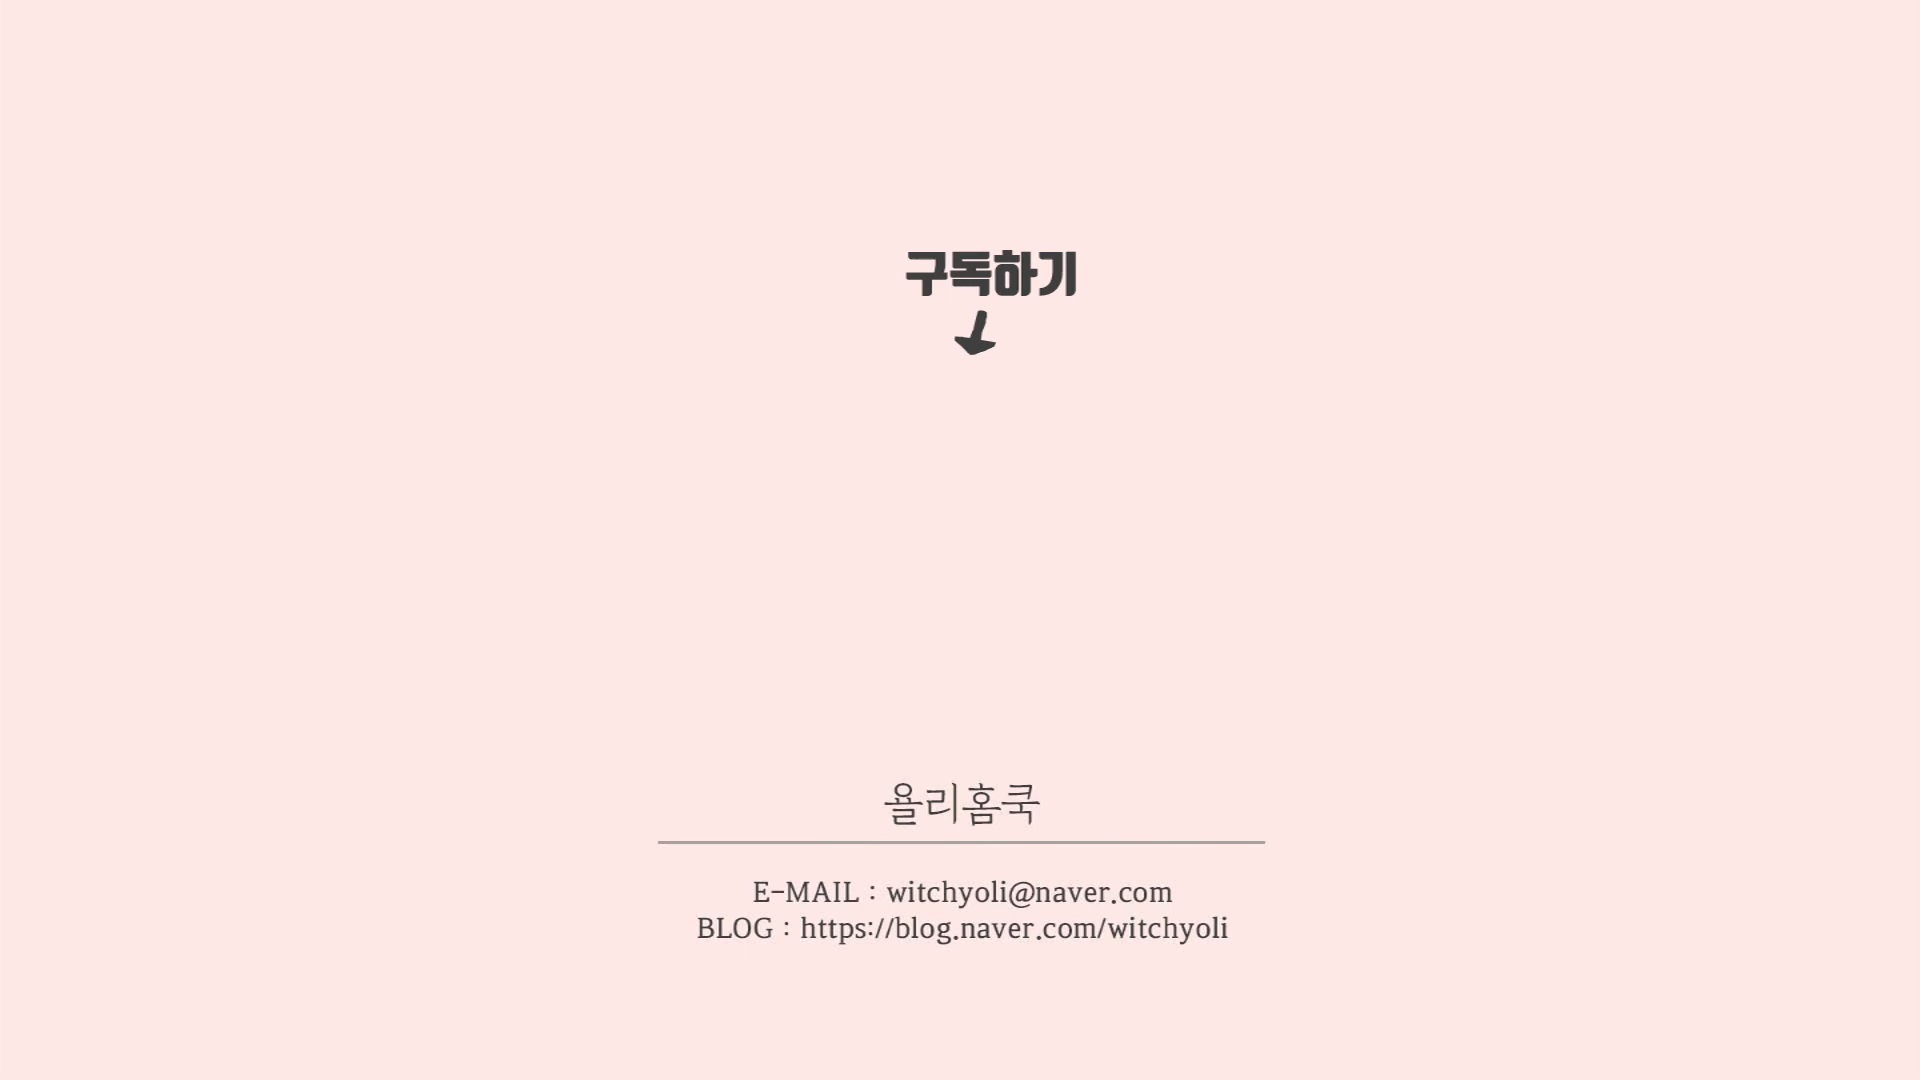 구독하기
욜리홈쿡
E-MAIL : witchyoli@naver.com
BLOG : https://blog.naver.com/witchyoli